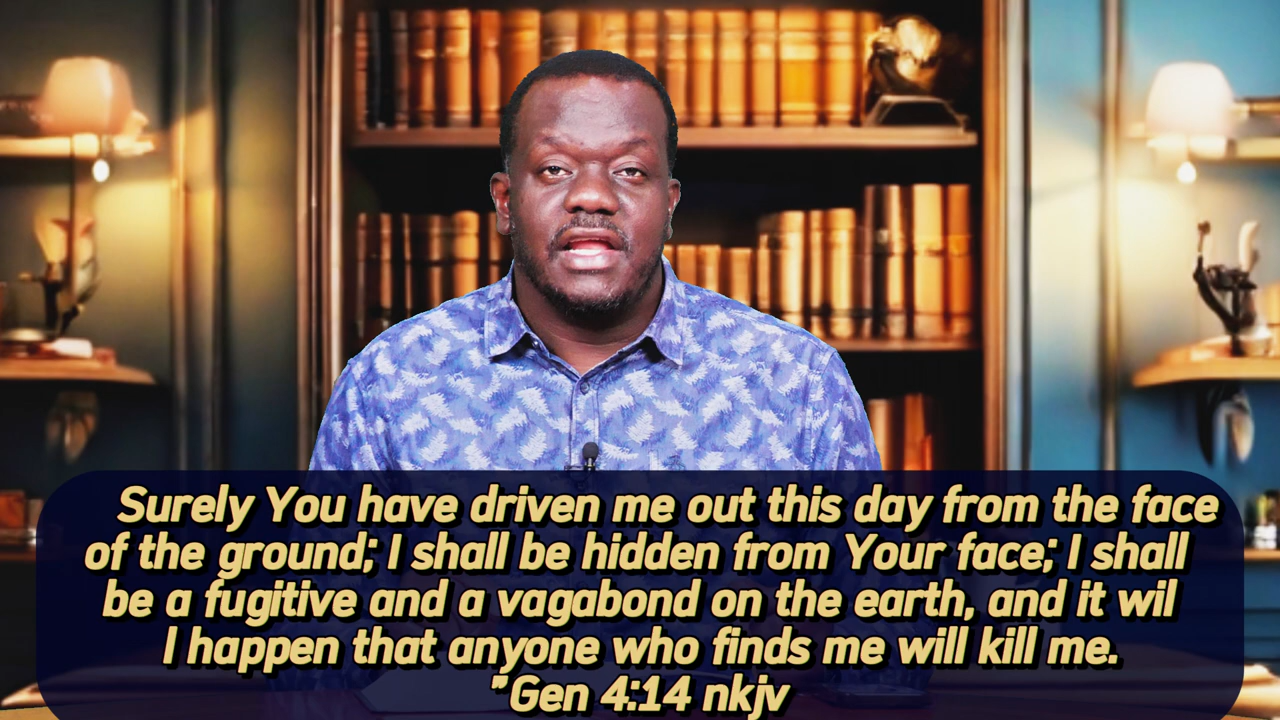 Surely You have driven me out this day from the face
of the ground; I shall be hidden from Your face; I shall
be a fugitive and a vagabond on the earth, and it wil
l happen that anyone who finds me will kill me.
"Gen 4:14 nkjv